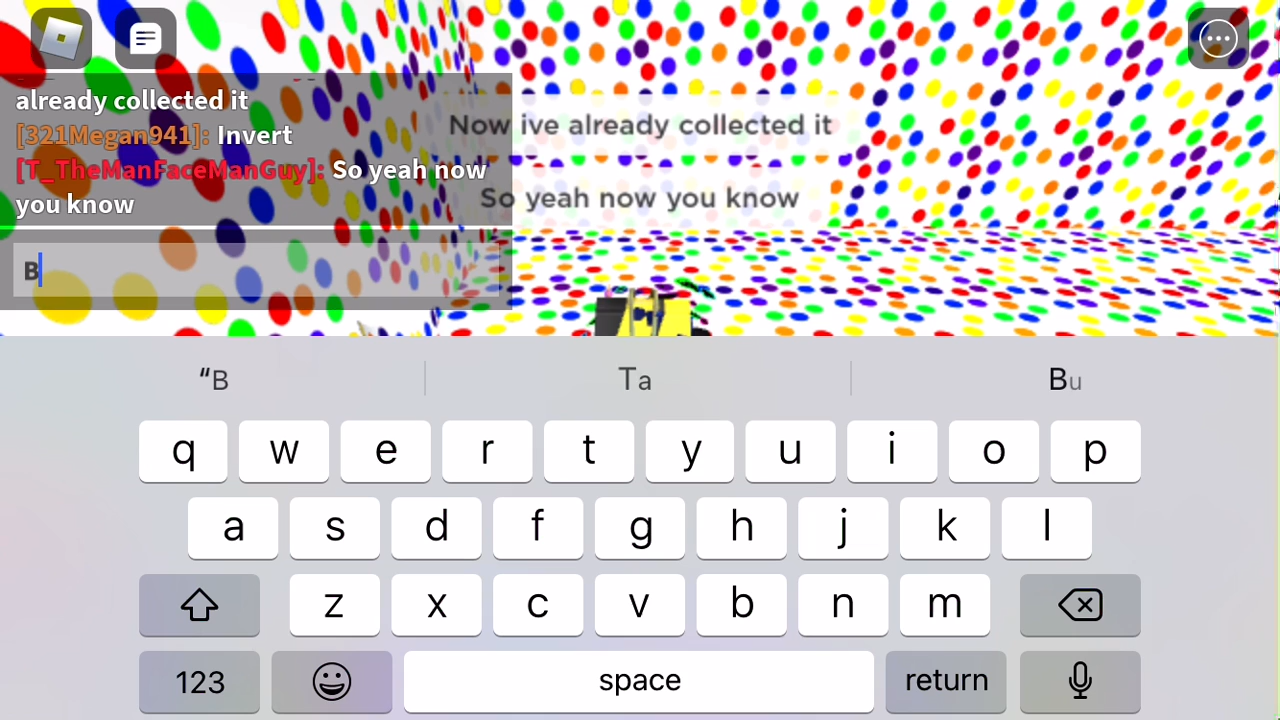 already collected it
[321Megan941]: Invert
[T_TheManFaceManGuy]: So yeah now
you know
Now ive already collected it
So yeah now you know
B
“B Ta Bu
q w e r t y u i o p
a s d f g h j k l
z x c v b n m
123 space return